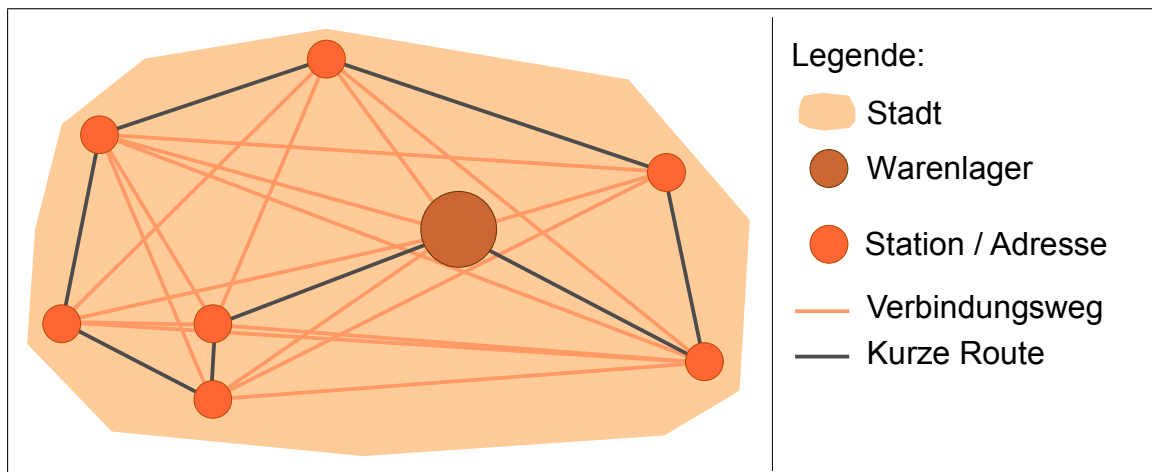 Legende:
Stadt
Warenlager
Station / Adresse
Verbindungsweg
Kurze Route